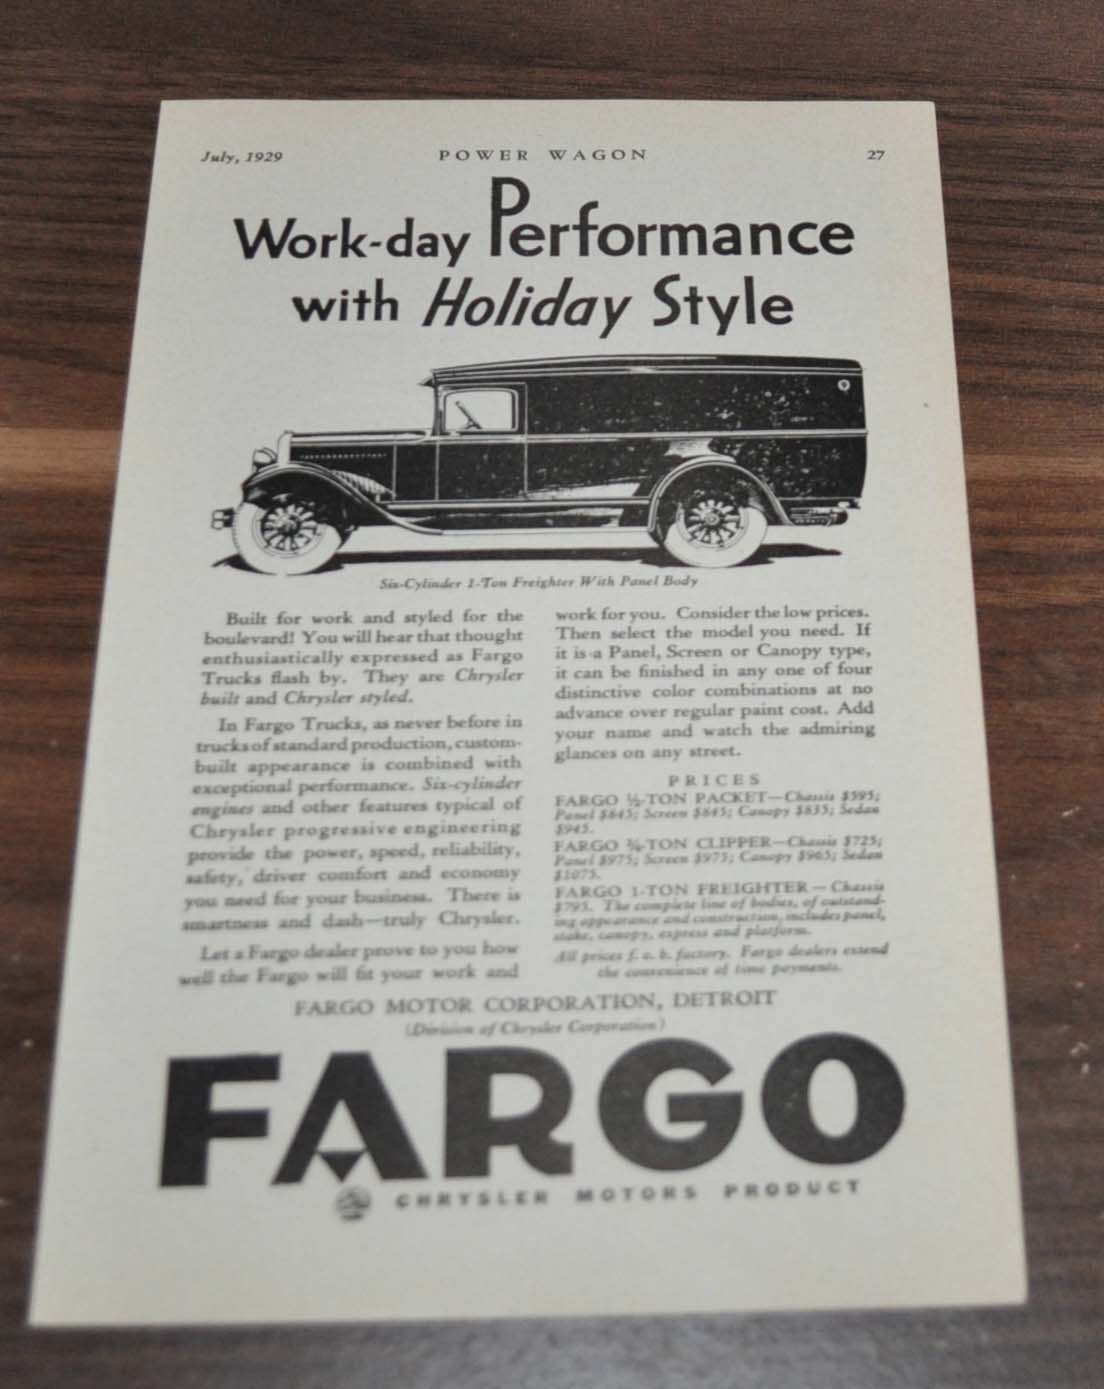 July, 1929
POWER WAGON
27
Work-day Performance
with Holiday Style
Six-Cylinder 1-Ton Freighter With Panel Body
Built for work and styled for the
boulevard! You will hear that thought
enthusiastically expressed as Fargo
Trucks flash by. They are Chrysler
built and Chrysler styled.
In Fargo Trucks, as never before in
trucks of standard production, custom-
built appearance is combined with
exceptional performance. Six-cylinder
engines and other features typical of
Chrysler progressive engineering
provide the power, speed, reliability,
safety, driver comfort and economy
you need for your business. There is
smartness and dash—truly Chrysler.
Let a Fargo dealer prove to you how
well the Fargo will fit your work and
work for you. Consider the low prices.
Then select the model you need. If
it is a Panel, Screen or Canopy type,
it can be finished in any one of four
distinctive color combinations at no
advance over regular paint cost. Add
your name and watch the admiring
glances on any street.
PRICES
FARGO ½-TON PACKET—Chassis $595;
Panel $845; Screen $845; Canopy $835; Sedan
$945.
FARGO ¾-TON CLIPPER—Chassis $725;
Panel $975; Screen $975; Canopy $965; Sedan
$1075.
FARGO 1-TON FREIGHTER—Chassis
$795. The complete line of bodies, of outstand-
ing appearance and construction, includes panel,
stake, canopy, express and platform.
All prices f. o. b. factory. Fargo dealers extend
the convenience of time payments.
FARGO MOTOR CORPORATION, DETROIT
(Division of Chrysler Corporation)
FARGO
CHRYSLER MOTORS PRODUCT